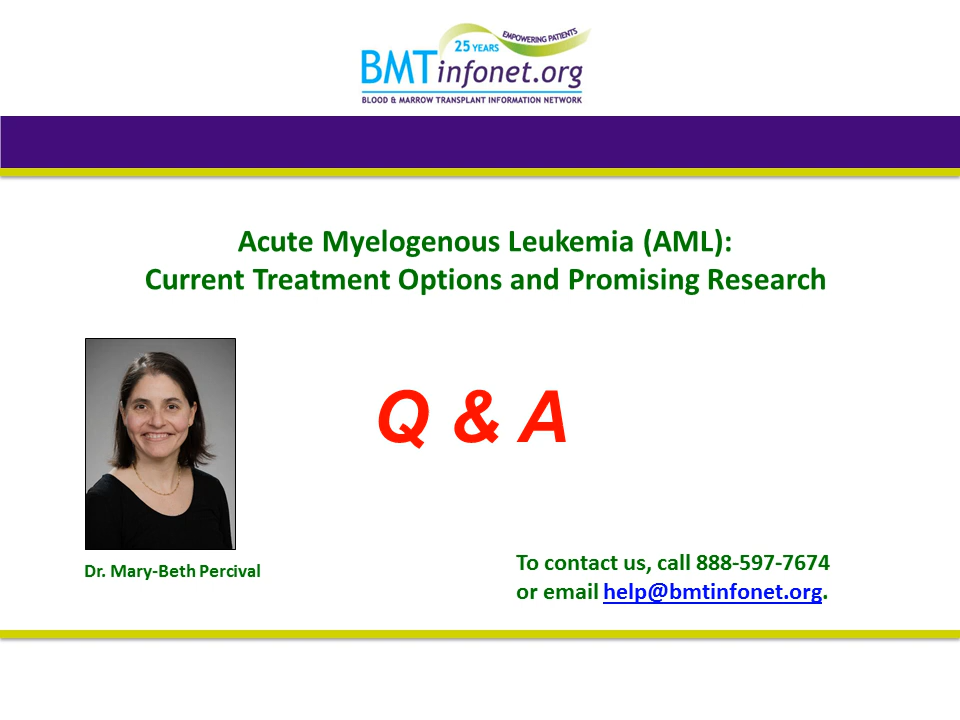 EMPOWERING PATIENTS
25 YEARS
BMTinfonet.org
BLOOD & MARROW TRANSPLANT INFORMATION NETWORK
Acute Myelogenous Leukemia (AML):
Current Treatment Options and Promising Research
Q & A
Dr. Mary-Beth Percival
To contact us, call 888-597-7674
or email help@bmtinfonet.org.